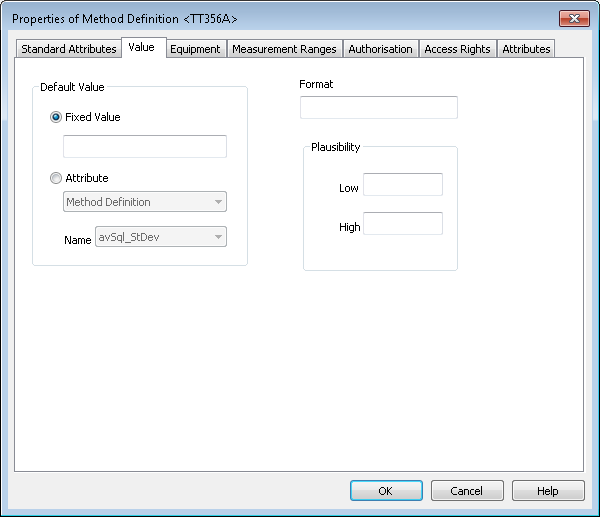 Properties of Method Definition <TT356A>
Standard Attributes Value Equipment Measurement Ranges Authorisation Access Rights Attributes
Default Value
Fixed Value
Attribute
Method Definition
Name avSql_StDev
Format
Plausibility
Low
High
OK Cancel Help